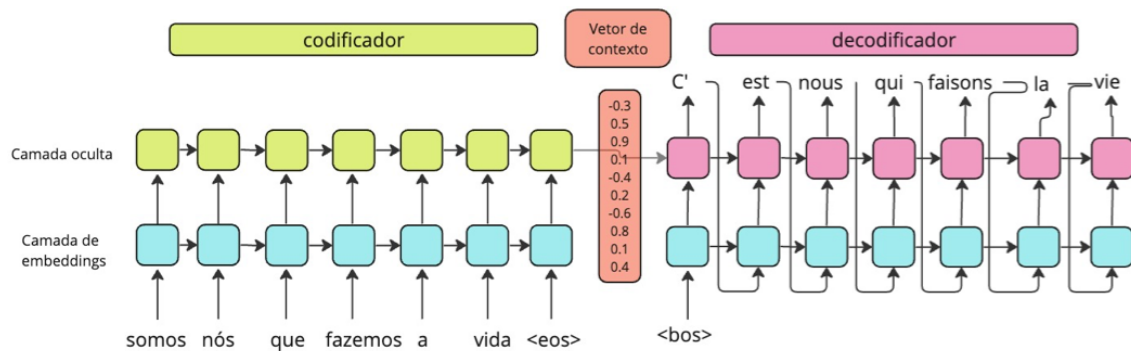 codificador
Vetor de
contexto
decodificador
C' est nous qui faisons la vie
-0.3
0.5
0.9
0.1
-0.4
0.2
-0.6
0.8
0.1
0.4
Camada oculta
Camada de
embeddings
somos nós que fazemos a vida <eos>
<bos>